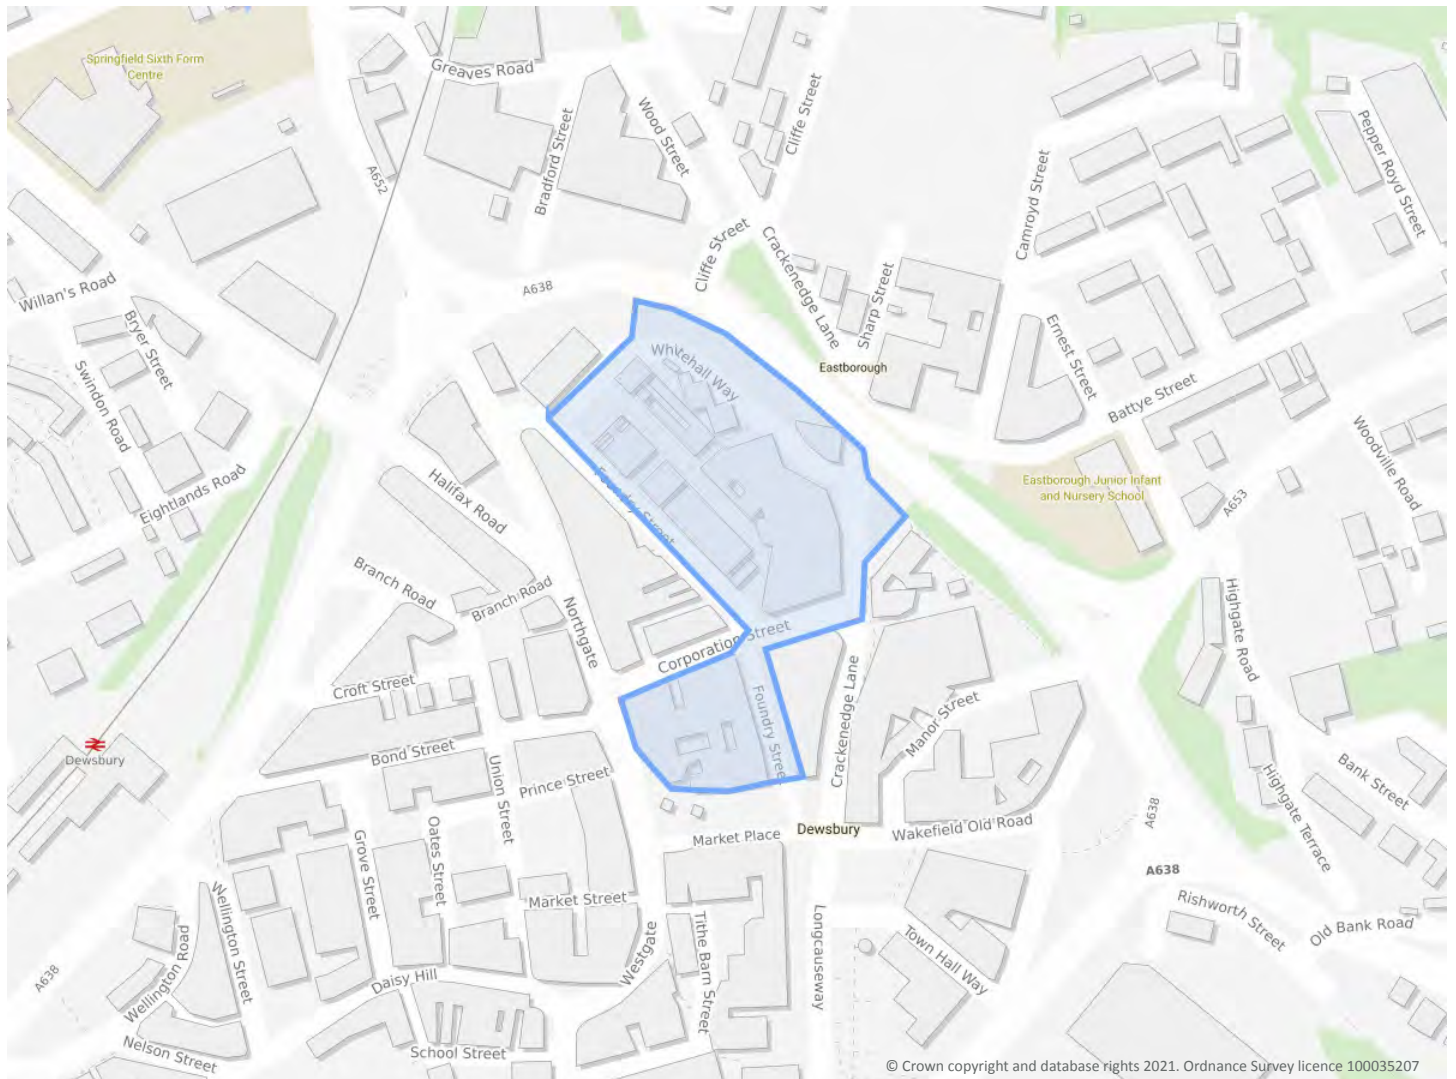 Springfield Sixth Form
Centre
Greaves Road
Wood Street
Cliffe Street
Bradford Street
A652
Pepper Royd Street
Camroyd Street
Willan's Road
A638
Cliffe Street
Crackenedge Lane
Sharp Street
Bryer Street
Swindon Road
Whitehall Way
Eastborough
Ernest Street
Battye Street
Woodville Road
Eightlands Road
Halifax Road
Foundry Street
Eastborough Junior Infant
and Nursery School
A653
Branch Road
Branch Road
Northgate
Corporation Street
Highgate Road
Croft Street
Foundry Street
Crackenedge Lane
Manor Street
Dewsbury
Bond Street
Union Street
Prince Street
Bank Street
Highgate Terrace
Market Place
Dewsbury
Wakefield Old Road
A638
Grove Street
Oates Street
A638
Market Street
Rishworth Street
Old Bank Road
Wellington Street
Wellington Road
Westgate
Tithe Barn Street
Longcauseway
Town Hall Way
A638
Daisy Hill
Nelson Street
School Street
© Crown copyright and database rights 2021. Ordnance Survey licence 100035207